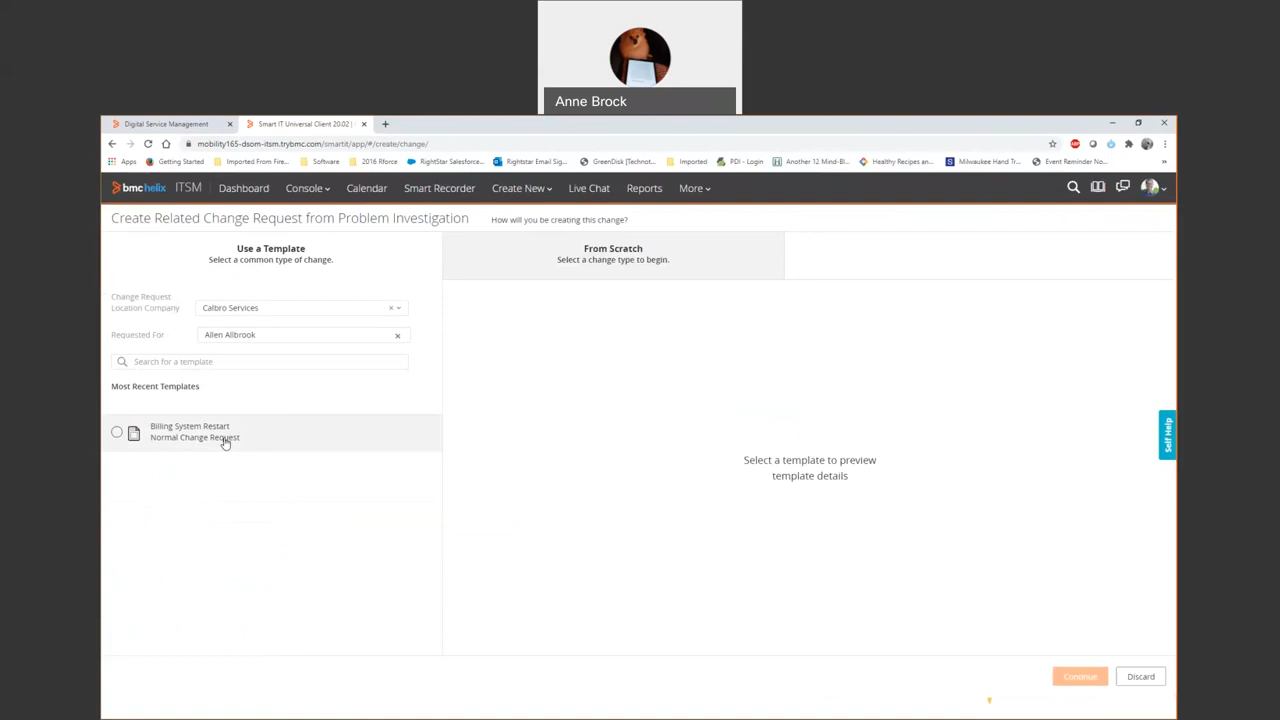 Anne Brock
Digital Service Management
Smart IT Universal Client 20.02 |
mobility165-dsom-itsm.trybmc.com/smartit/app/#/create/change/
Apps
Getting Started
Imported From Fire...
Software
2016 Rforce
RightStar Salesforce...
Rightstar Email Sig...
GreenDisk [Technot...
Imported
PDI - Login
Another 12 Mind-Bl...
Healthy Recipes an...
Milwaukee Hand Tr...
Event Reminder No...
bmc helix ITSM
Dashboard
Console
Calendar
Smart Recorder
Create New
Live Chat
Reports
More
Create Related Change Request from Problem Investigation
How will you be creating this change?
Use a Template
Select a common type of change.
From Scratch
Select a change type to begin.
Change Request
Location Company
Calbro Services
Requested For
Allen Allbrook
Search for a template
Most Recent Templates
Billing System Restart
Normal Change Request
Select a template to preview
template details
Self Help
Continue
Discard